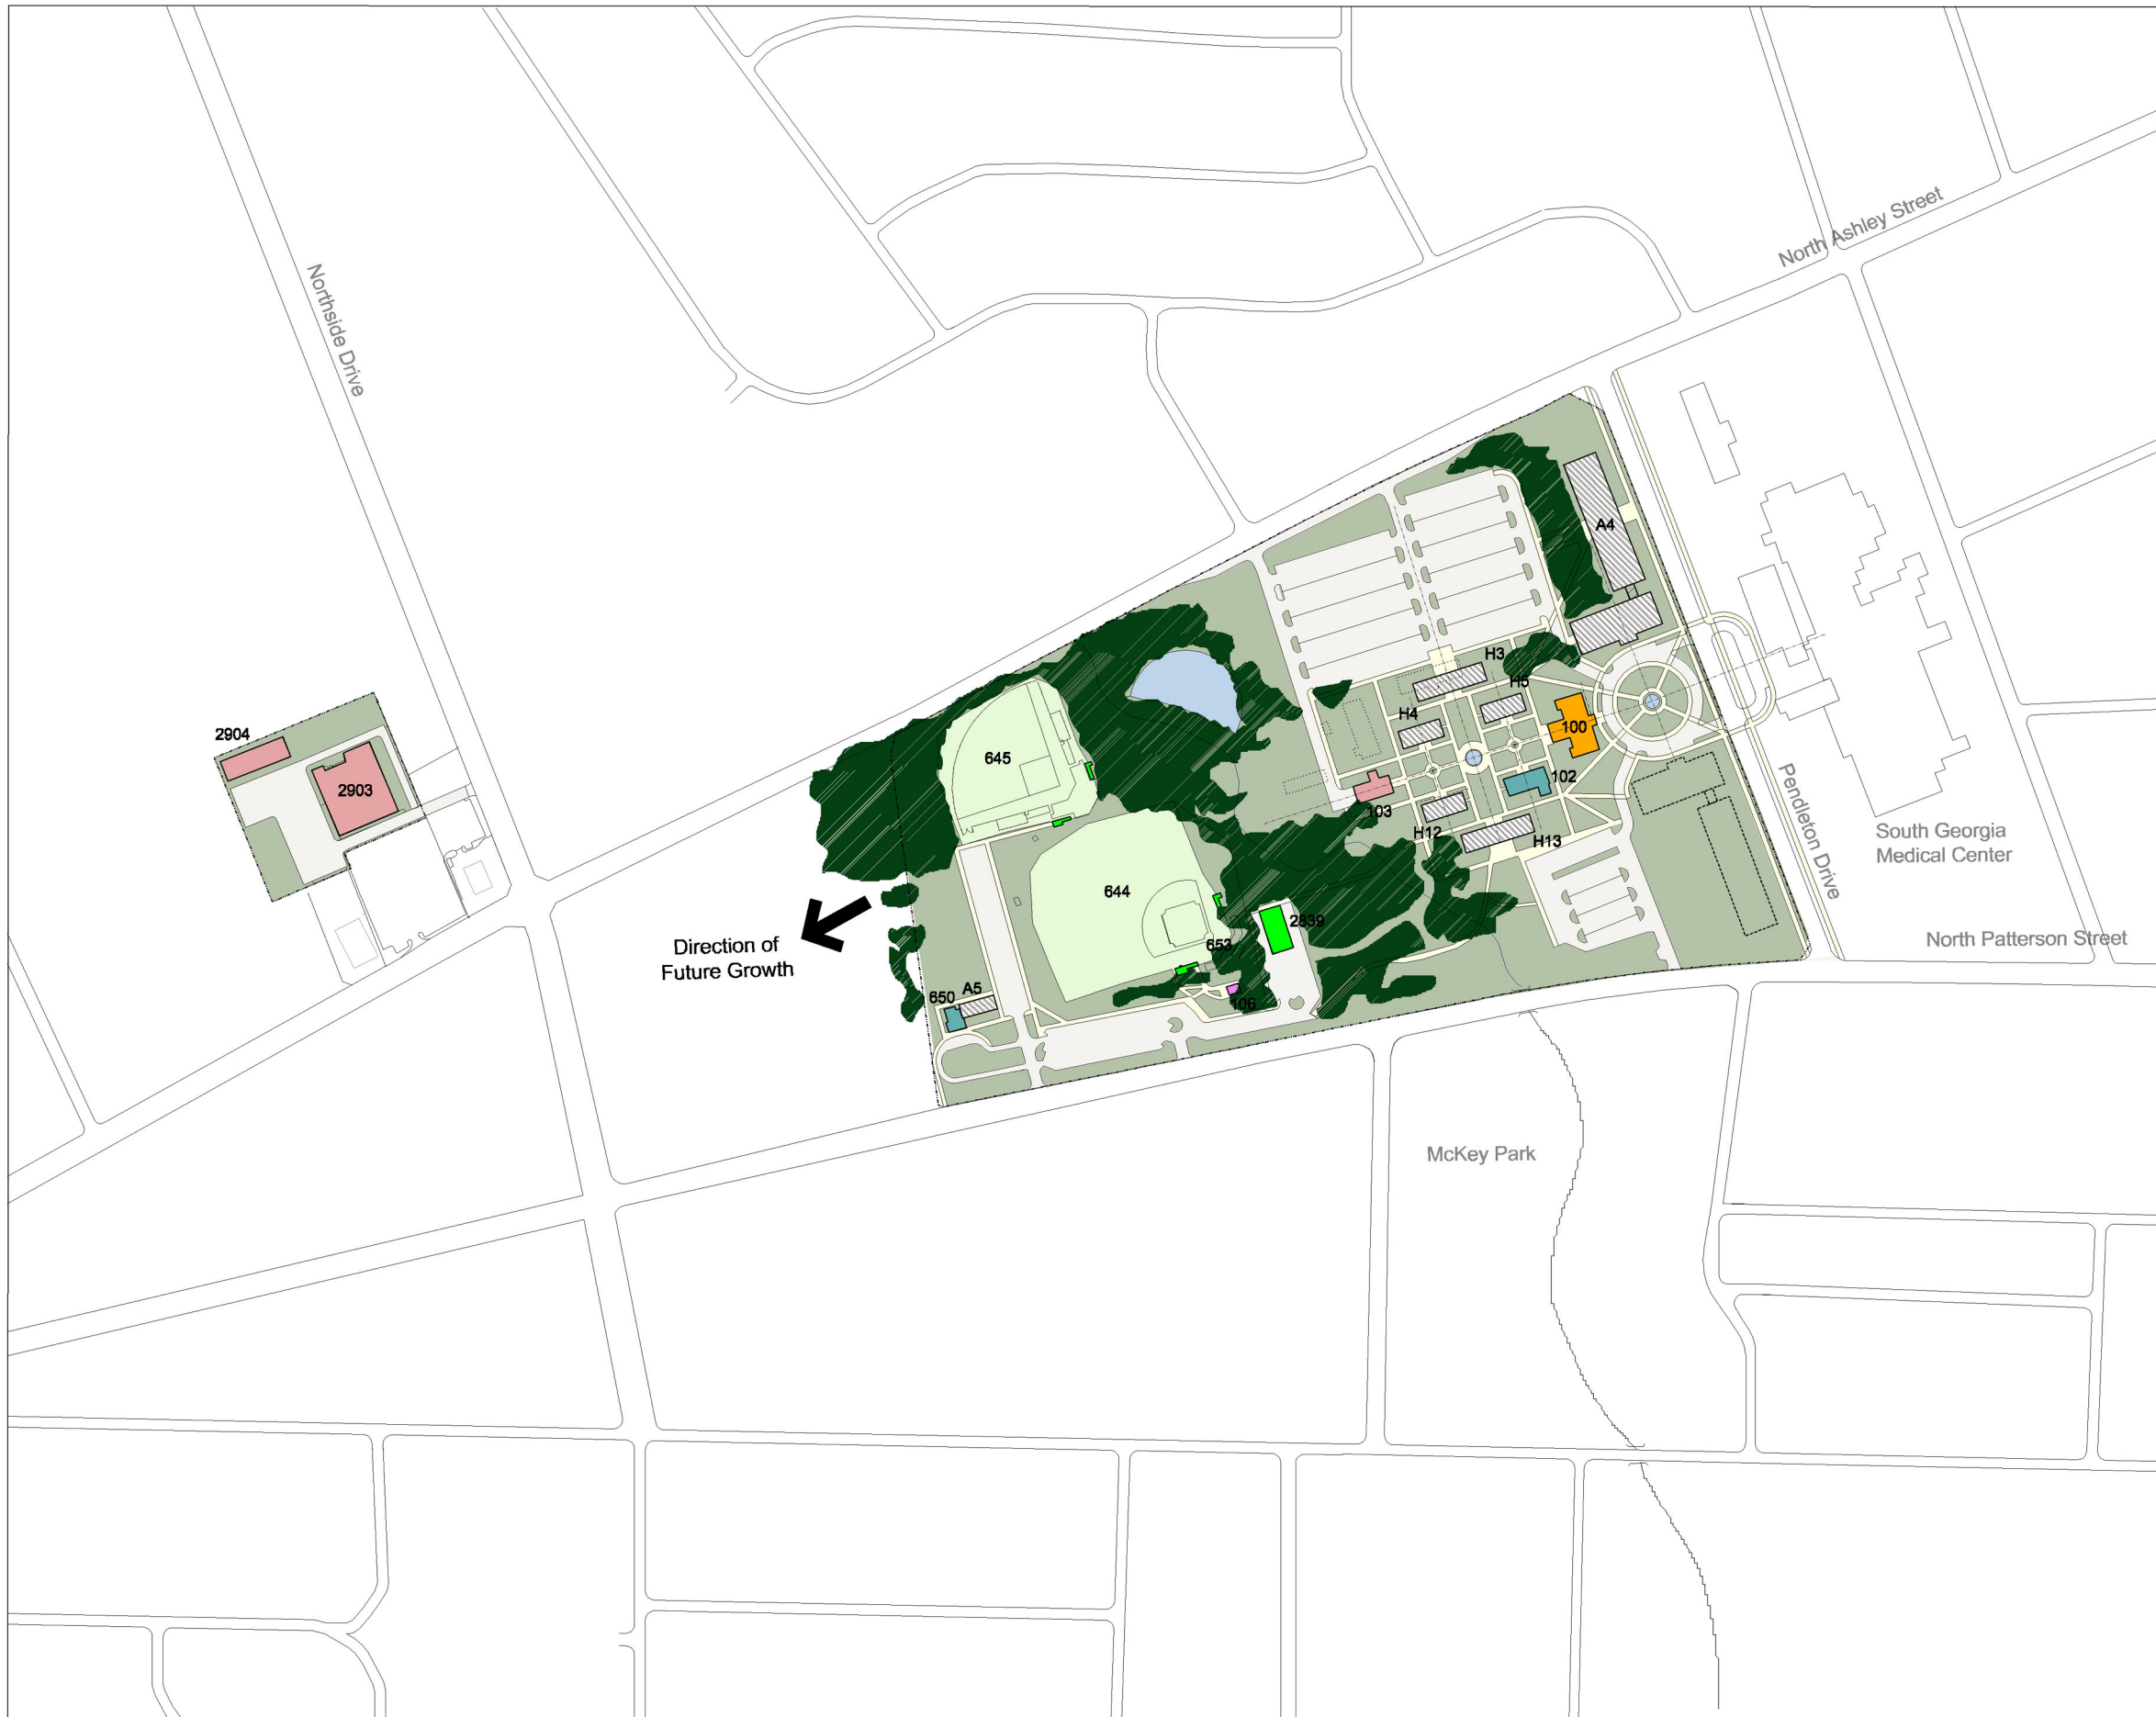 North Ashley Street
Northside Drive
A4
H3
H5
H4
100
2904
645
102
2903
103
Pendleton Drive
H12
H13
South Georgia
Medical Center
644
2839
653
Direction of
Future Growth
North Patterson Street
650
A5
106
McKey Park